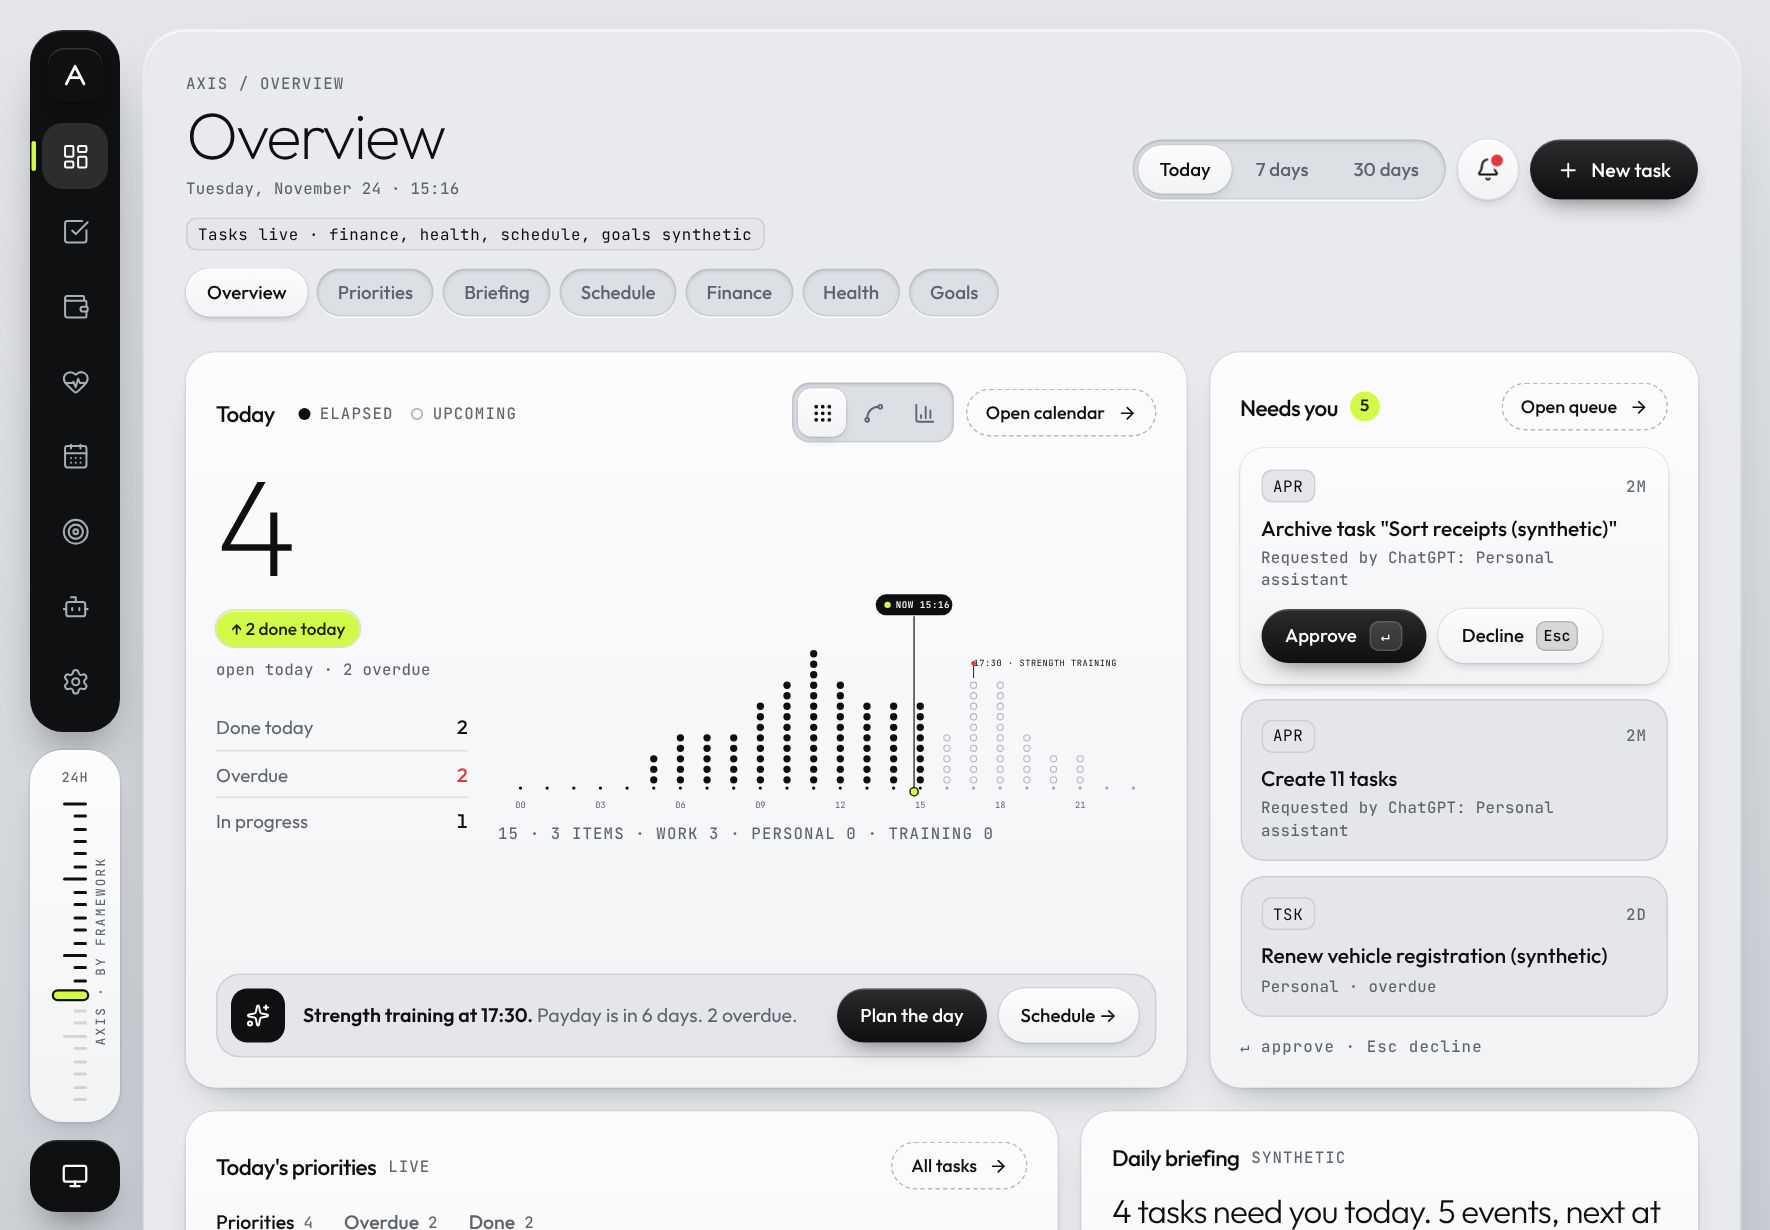 A
AXIS / OVERVIEW
Overview
Tuesday, November 24 · 15:16
Tasks live · finance, health, schedule, goals synthetic
Today 7 days 30 days
+ New task
Overview Priorities Briefing Schedule Finance Health Goals
Today ELAPSED UPCOMING
Open calendar →
4
↑ 2 done today
open today · 2 overdue
Done today 2
Overdue 2
In progress 1
NOW 15:16
17:30 · STRENGTH TRAINING
00 03 06 09 12 15 18 21
15 · 3 ITEMS · WORK 3 · PERSONAL 0 · TRAINING 0
Strength training at 17:30. Payday is in 6 days. 2 overdue.
Plan the day
Schedule →
Needs you 5
Open queue →
APR 2M
Archive task "Sort receipts (synthetic)"
Requested by ChatGPT: Personal
assistant
Approve ↵
Decline Esc
APR 2M
Create 11 tasks
Requested by ChatGPT: Personal
assistant
TSK 2D
Renew vehicle registration (synthetic)
Personal · overdue
↵ approve · Esc decline
24H
AXIS · BY FRAMEWORK
Today's priorities LIVE
All tasks →
Priorities 4 Overdue 2 Done 2
Daily briefing SYNTHETIC
4 tasks need you today. 5 events, next at